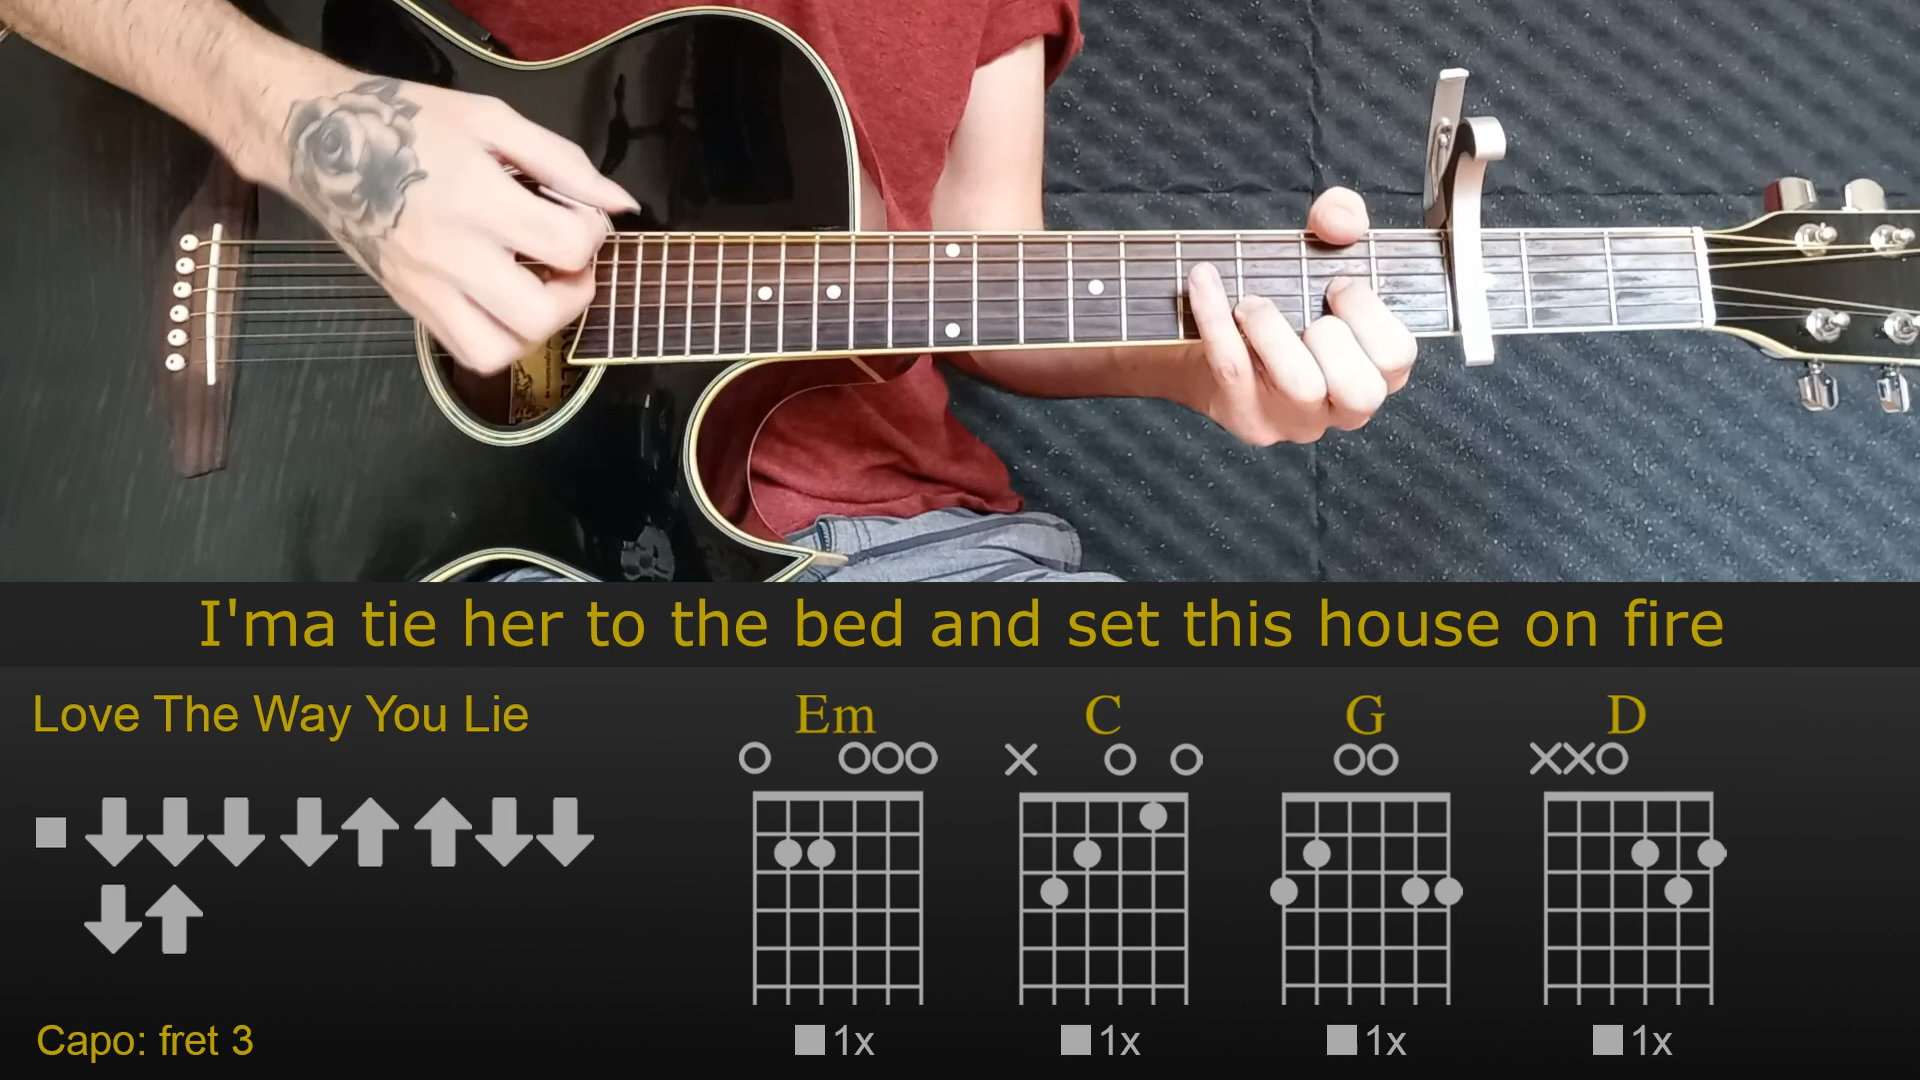 I'ma tie her to the bed and set this house on fire
Love The Way You Lie
Em C G D
1x 1x 1x 1x
Capo: fret 3